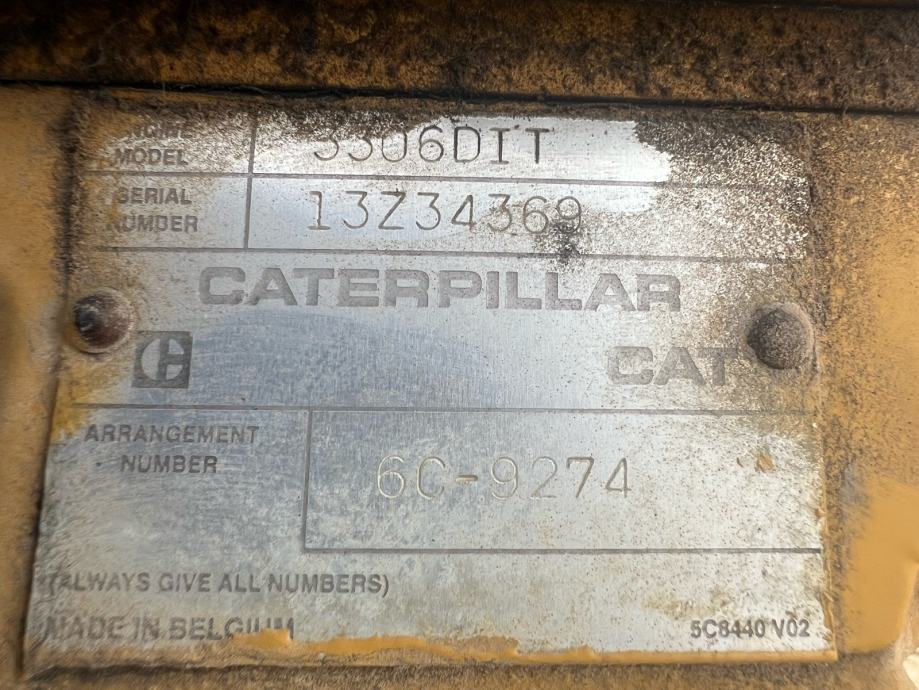 ENGINE
MODEL 3306DIT
SERIAL
NUMBER 13Z34369
CATERPILLAR
CAT
ARRANGEMENT
NUMBER 6C-9274
(ALWAYS GIVE ALL NUMBERS)
MADE IN BELGIUM 5C8440 V02